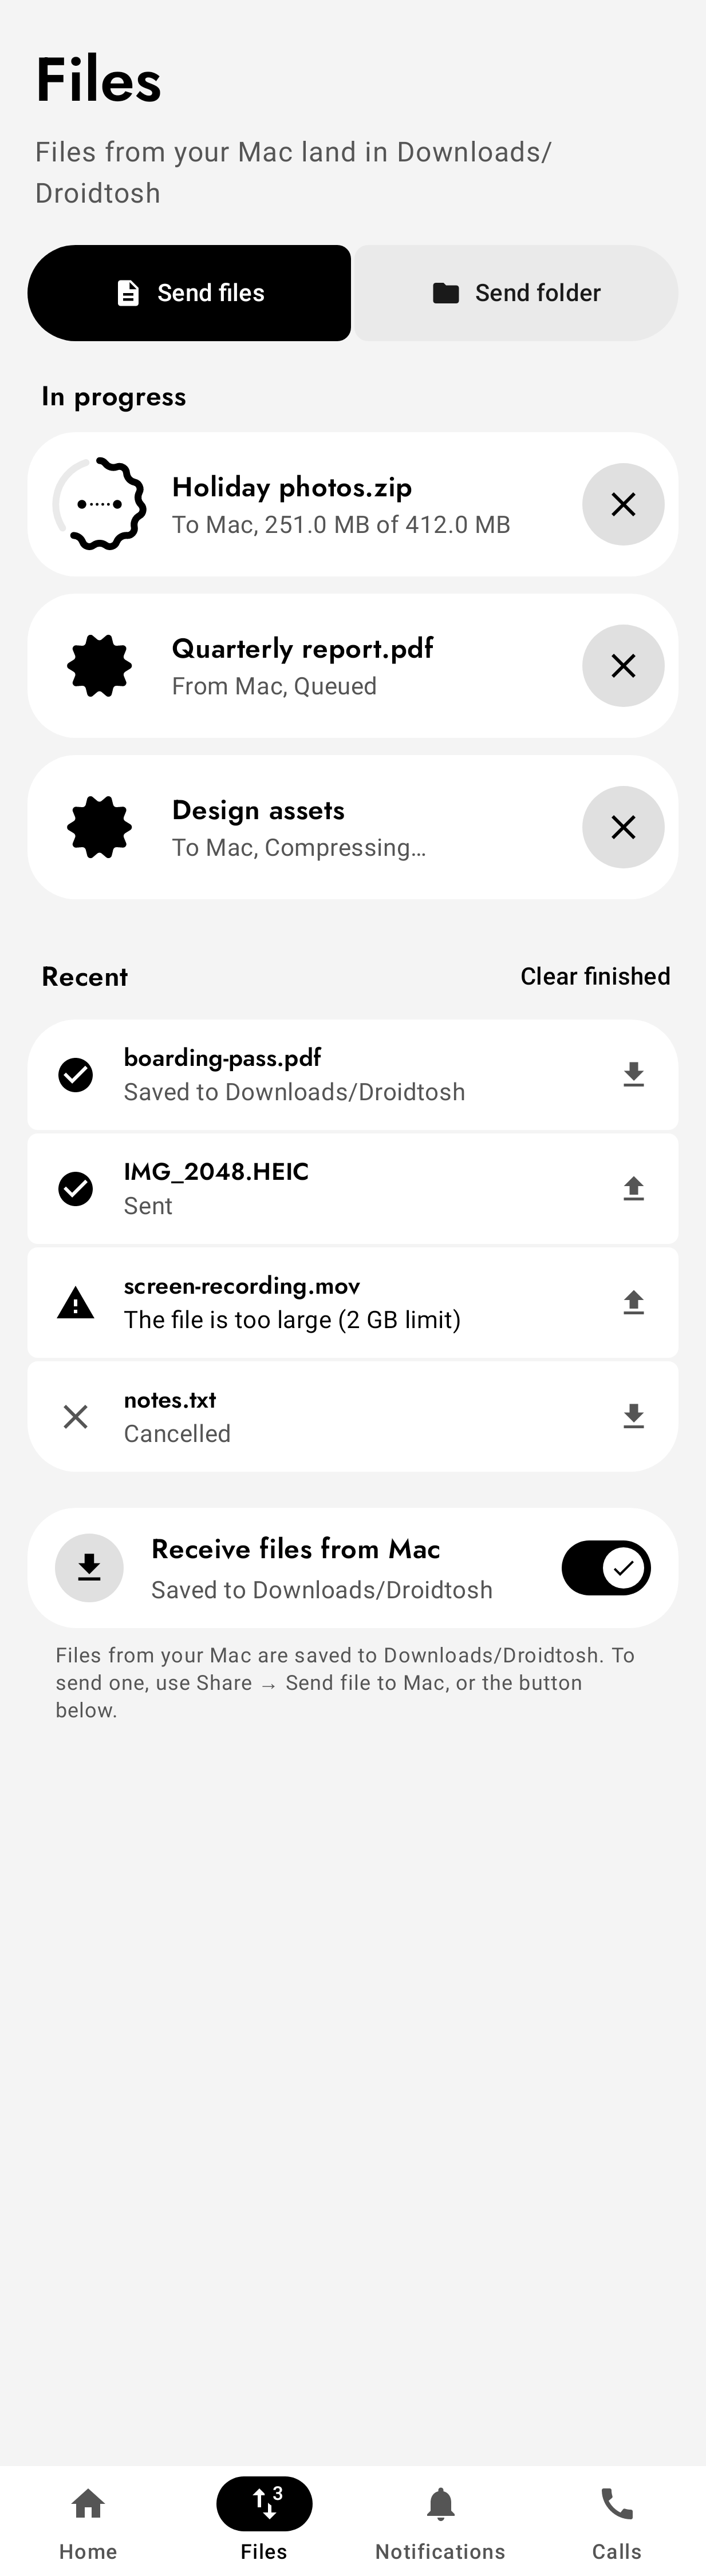 Files
Files from your Mac land in Downloads/
Droidtosh
Send files
Send folder
In progress
Holiday photos.zip
To Mac, 251.0 MB of 412.0 MB
Quarterly report.pdf
From Mac, Queued
Design assets
To Mac, Compressing…
Recent
Clear finished
boarding-pass.pdf
Saved to Downloads/Droidtosh
IMG_2048.HEIC
Sent
screen-recording.mov
The file is too large (2 GB limit)
notes.txt
Cancelled
Receive files from Mac
Saved to Downloads/Droidtosh
Files from your Mac are saved to Downloads/Droidtosh. To
send one, use Share → Send file to Mac, or the button
below.
3
Home
Files
Notifications
Calls